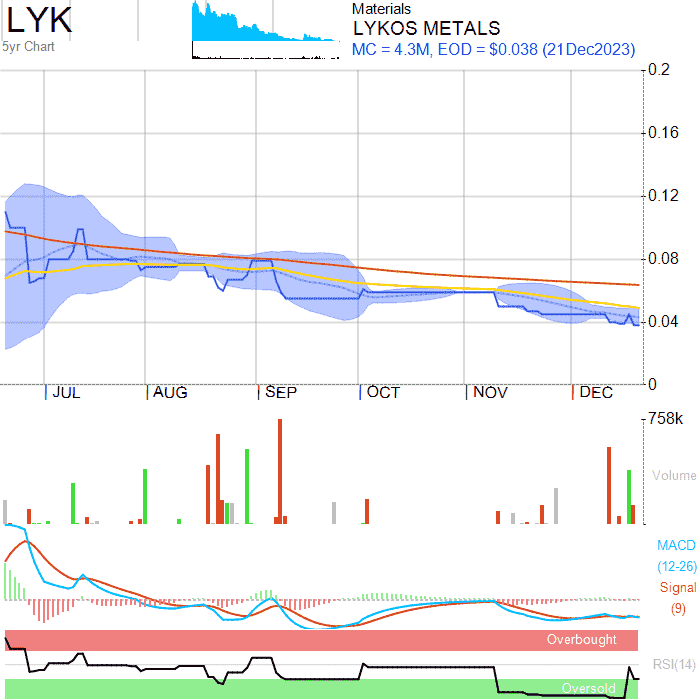 LYK
5yr Chart
Materials
LYKOS METALS
MC = 4.3M, EOD = $0.038 (21Dec2023)
0.2
0.16
0.12
0.08
0.04
0
JUL AUG SEP OCT NOV DEC
758k
Volume
MACD
(12-26)
Signal
(9)
Overbought
RSI(14)
Oversold